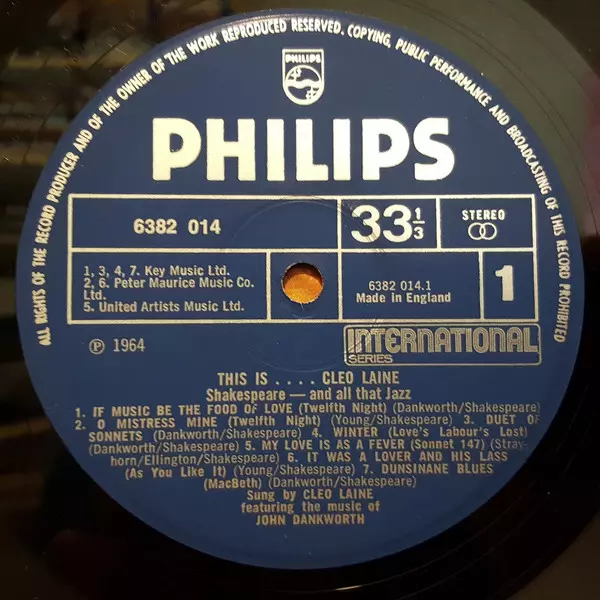 ALL RIGHTS OF THE RECORD PRODUCER AND OF THE OWNER OF THE WORK REPRODUCED RESERVED. COPYING, PUBLIC PERFORMANCE AND BROADCASTING OF THIS RECORD PROHIBITED
PHILIPS
PHILIPS
6382 014
33 1/3
STEREO
1, 3, 4, 7. Key Music Ltd.
2, 6. Peter Maurice Music Co.
Ltd.
5. United Artists Music Ltd.
6382 014.1
Made in England
1
℗ 1964
INTERNATIONAL
SERIES
THIS IS .... CLEO LAINE
Shakespeare — and all that Jazz
1. IF MUSIC BE THE FOOD OF LOVE (Twelfth Night) (Dankworth/Shakespeare)
2. O MISTRESS MINE (Twelfth Night) (Young/Shakespeare) 3. DUET OF
SONNETS (Dankworth/Shakespeare) 4. WINTER (Love's Labour's Lost)
(Dankworth/Shakespeare) 5. MY LOVE IS AS A FEVER (Sonnet 147) (Stray-
horn/Ellington/Shakespeare) 6. IT WAS A LOVER AND HIS LASS
(As You Like It) (Young/Shakespeare) 7. DUNSINANE BLUES
(MacBeth) (Dankworth/Shakespeare)
Sung by CLEO LAINE
featuring the music of
JOHN DANKWORTH